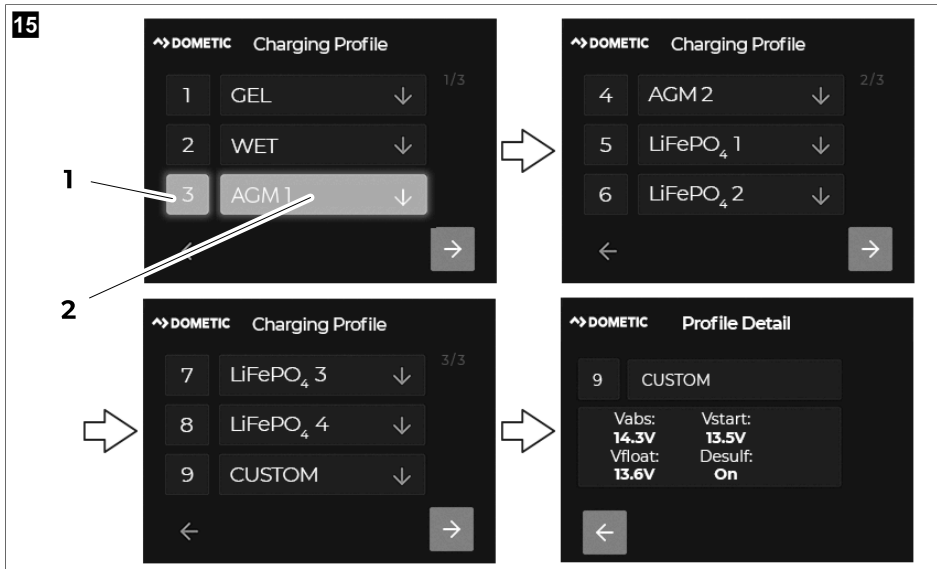 15
DOMETIC Charging Profile
1/3
1 GEL
2 WET
3 AGM 1
1
2
DOMETIC Charging Profile
2/3
4 AGM 2
5 LiFePO₄ 1
6 LiFePO₄ 2
DOMETIC Charging Profile
3/3
7 LiFePO₄ 3
8 LiFePO₄ 4
9 CUSTOM
DOMETIC Profile Detail
9 CUSTOM
Vabs: Vstart:
14.3V 13.5V
Vfloat: Desulf:
13.6V On